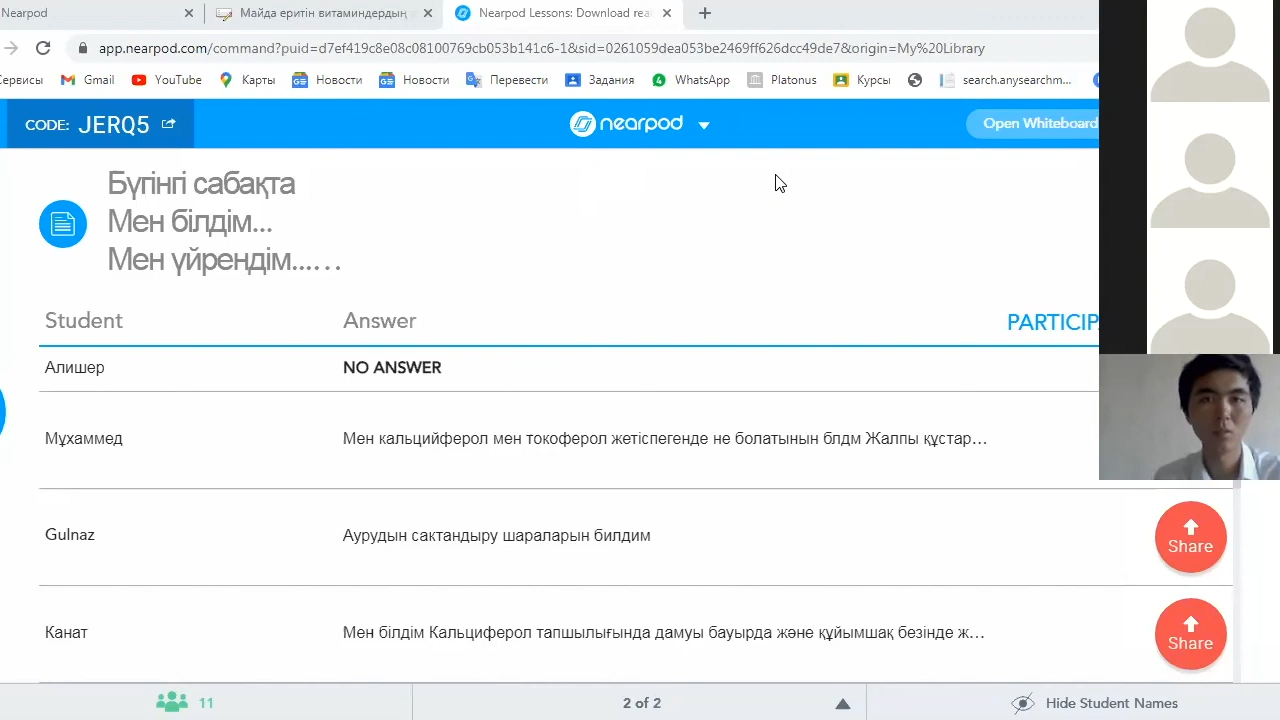 Nearpod
Майда еритін витаминдердың
Nearpod Lessons: Download rea
app.nearpod.com/command?puid=d7ef419c8e08c08100769cb053b141c6-1&sid=0261059dea053be2469ff626dcc49de7&origin=My%20Library
Сервисы Gmail YouTube Карты Новости Новости Перевести Задания WhatsApp Platonus Курсы searchanysearchm...
CODE: JERQ5
nearpod
Open Whiteboard
Бүгінгі сабақта
Мен білдім...
Мен үйрендім...…
Student Answer PARTICIP
Алишер NO ANSWER
Мұхаммед Мен кальцийферол мен токоферол жетіспегенде не болатынын блдм Жалпы құстар…
Gulnaz Аурудын сактандыру шараларын билдим
Share
Канат Мен білдім Кальциферол тапшылығында дамуы бауырда және құйымшақ безінде ж…
Share
11 2 of 2 Hide Student Names